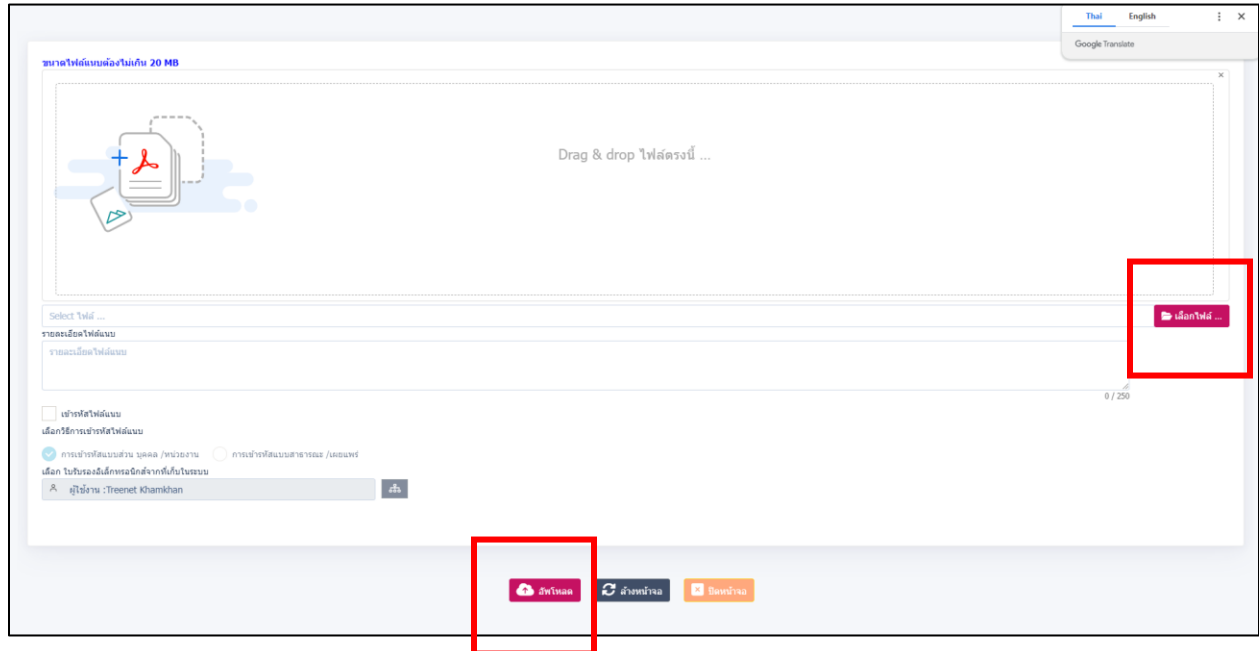 Thai English
Google Translate
ขนาดไฟล์แนบต้องไม่เกิน 20 MB
Drag & drop ไฟล์ตรงนี้ ...
Select ไฟล์ ...
เลือกไฟล์ ...
รายละเอียดไฟล์แนบ
รายละเอียดไฟล์แนบ
0 / 250
เข้ารหัสไฟล์แนบ
เลือกวิธีการเข้ารหัสไฟล์แนบ
การเข้ารหัสแบบส่วน บุคคล /หน่วยงาน การเข้ารหัสแบบสาธารณะ /เผยแพร่
เลือก ใบรับรองอิเล็กทรอนิกส์จากที่เก็บในระบบ
ผู้ใช้งาน :Treenet Khamkhan
อัพโหลด ล้างหน้าจอ ปิดหน้าจอ